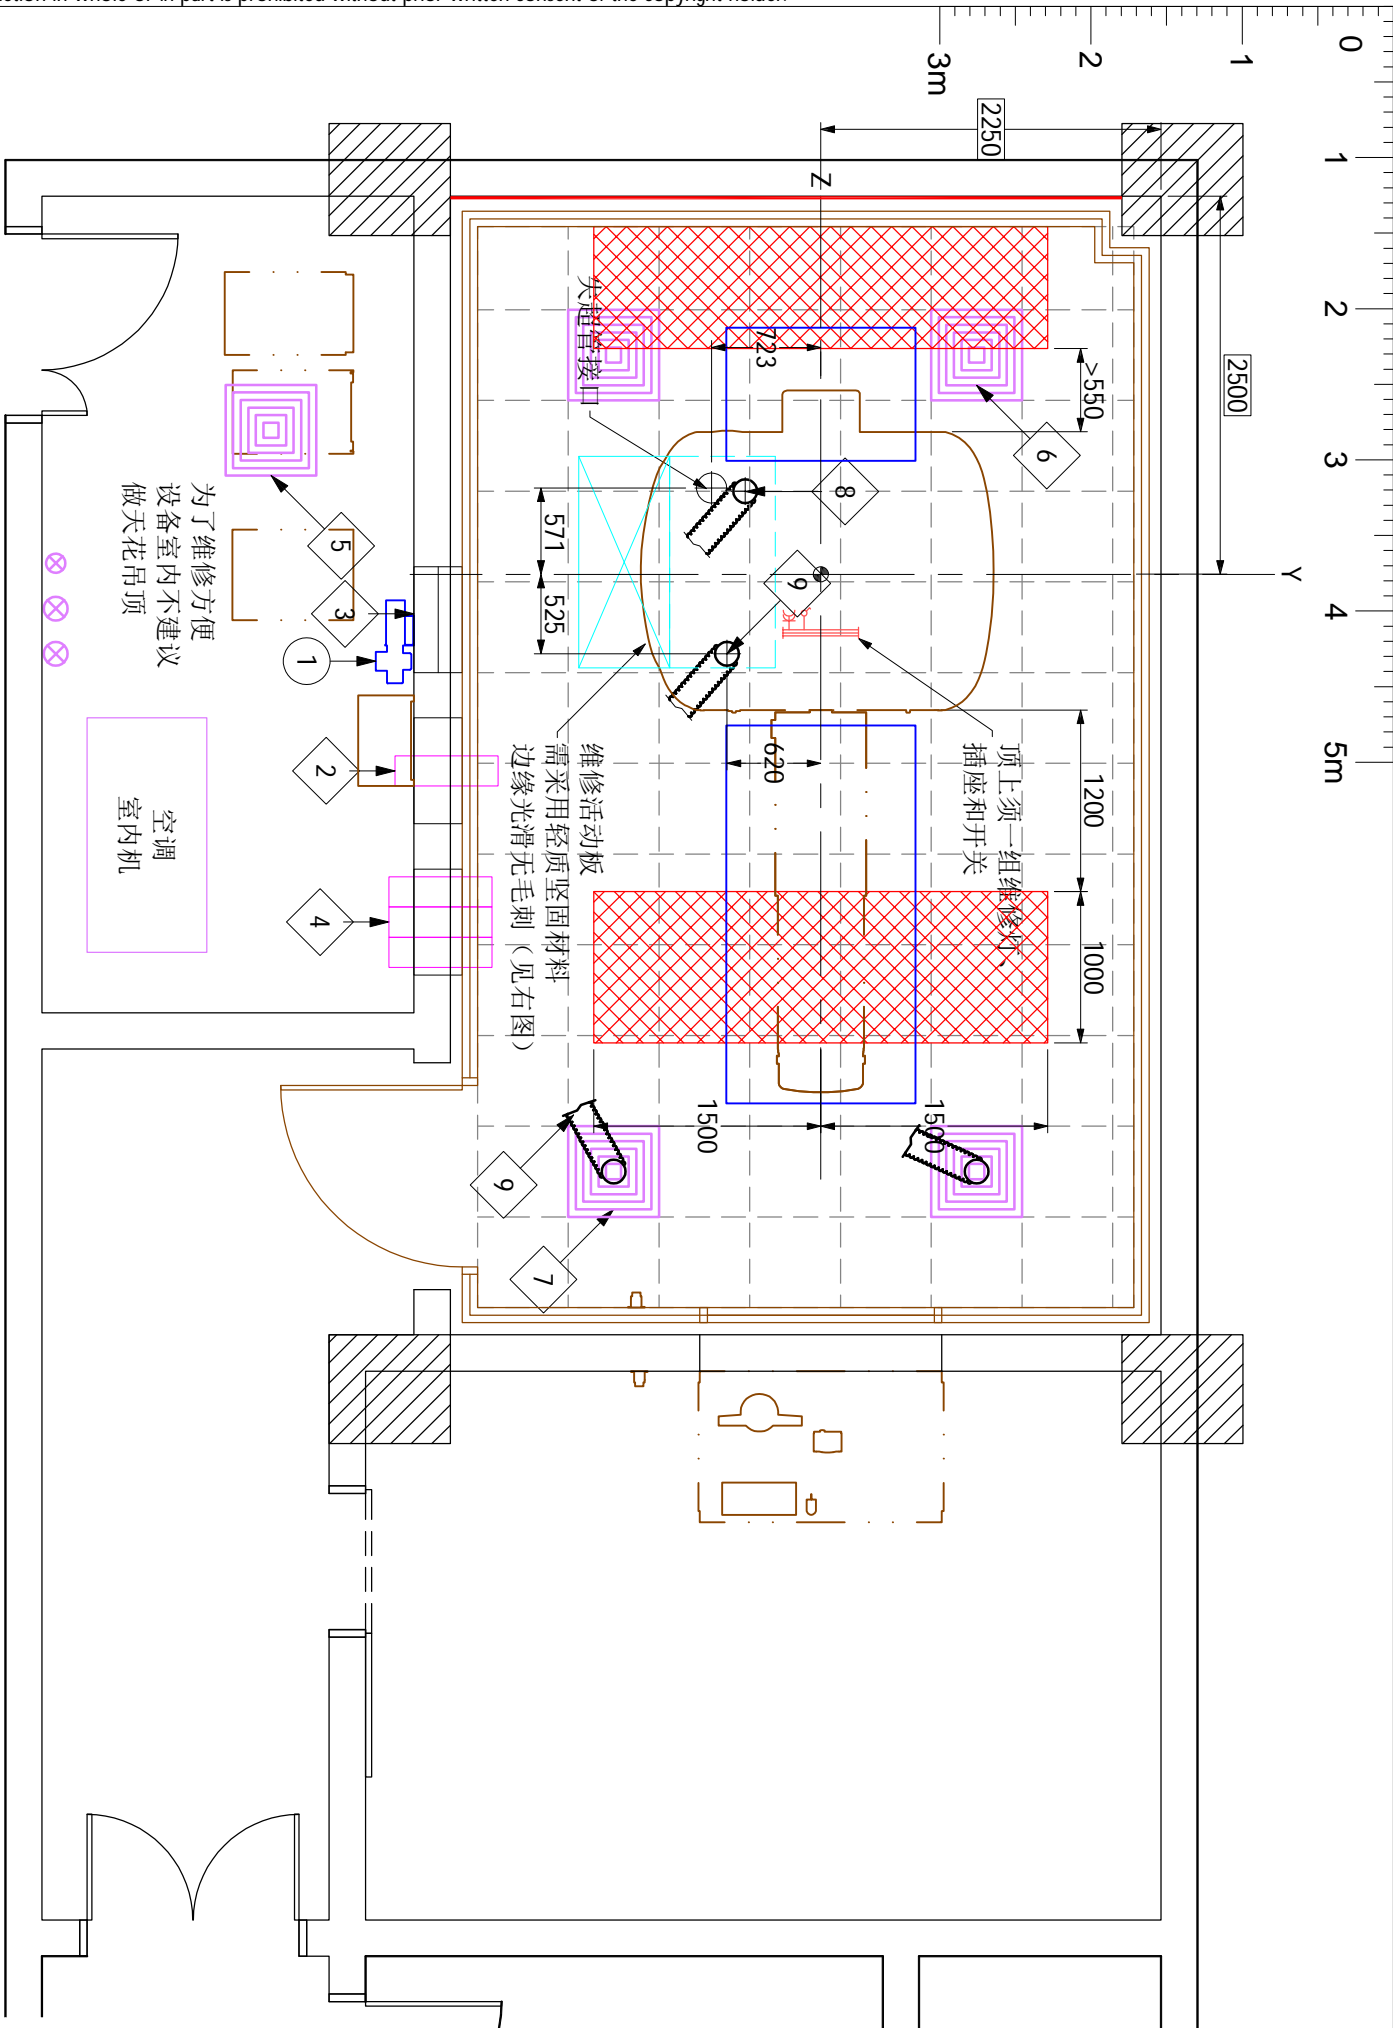 0
1
2
3m
1
2
3
4
5m
2250
2500
Z
Y
失超管接口
723
>550
6
8
571
525
9
5
3
1
2
4
为了维修方便
设备室内不建议
做天花吊顶
空调
室内机
维修活动板
需采用轻质坚固材料
边缘光滑无毛刺（见右图）
620
顶上须一组维修灯、
插座和开关
1200
1000
1500
1500
9
7